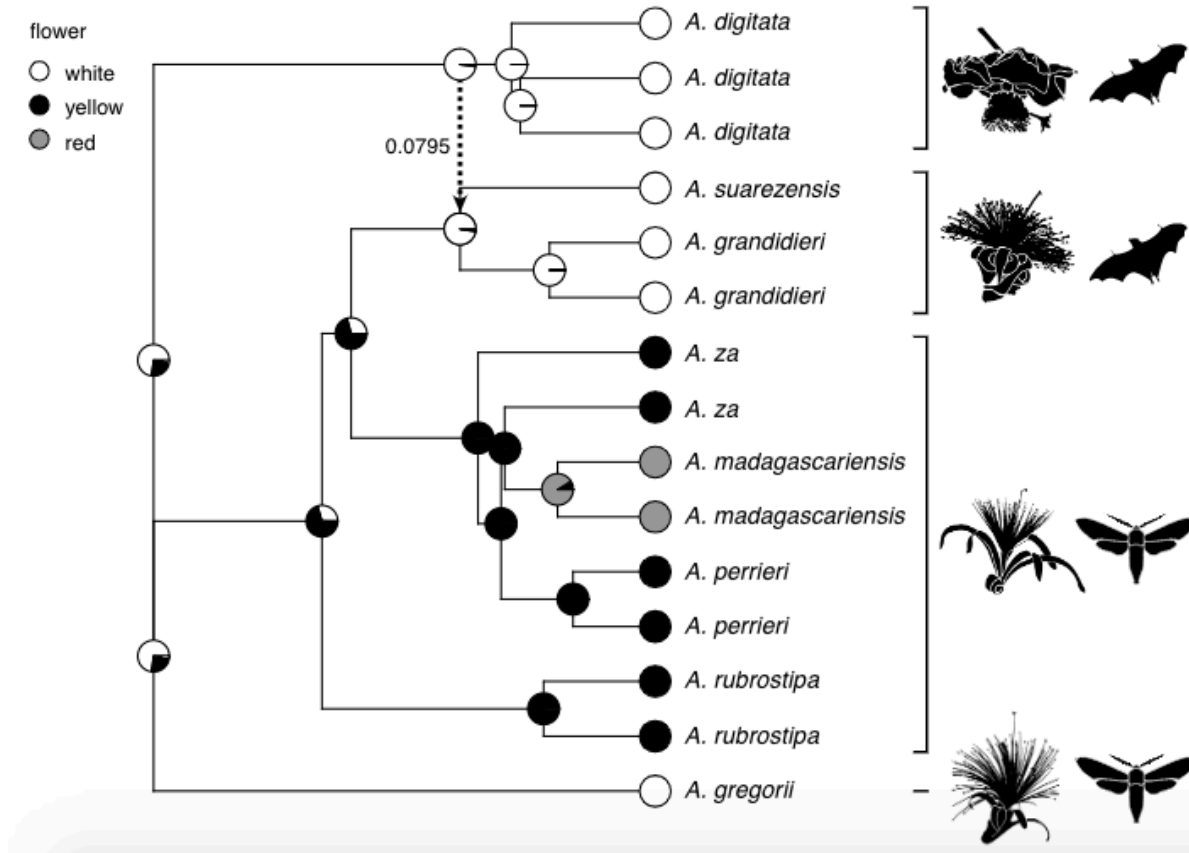 flower
white
yellow
red
A. digitata
A. digitata
A. digitata
0.0795
A. suarezensis
A. grandidieri
A. grandidieri
A. za
A. za
A. madagascariensis
A. madagascariensis
A. perrieri
A. perrieri
A. rubrostipa
A. rubrostipa
A. gregorii